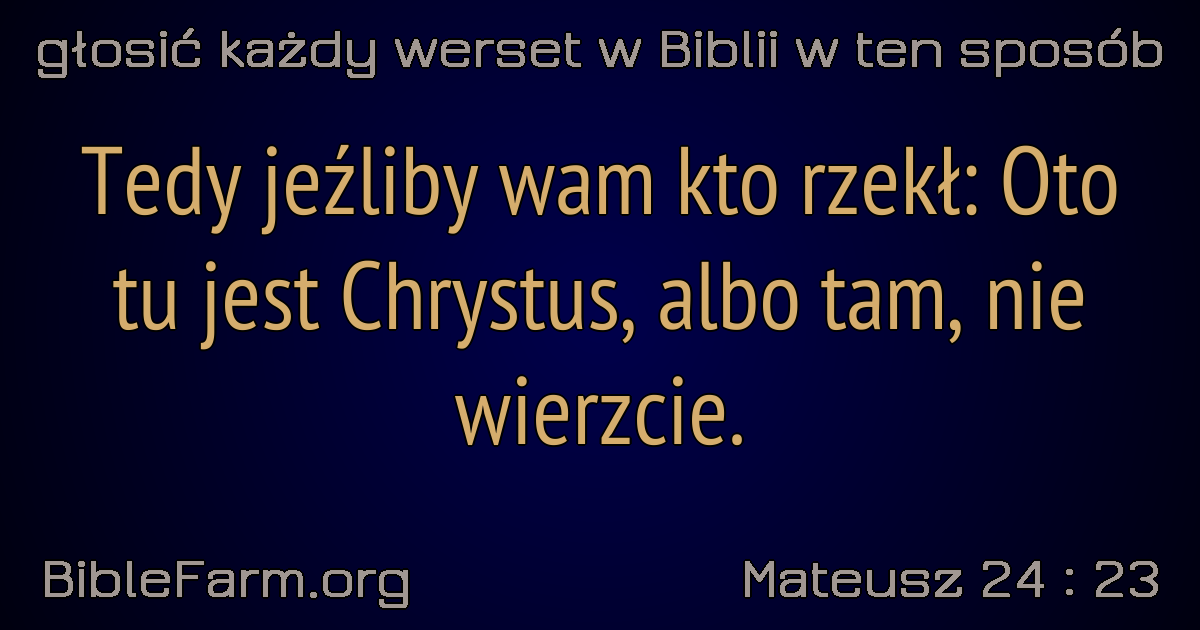 głosić każdy werset w Biblii w ten sposób
Tedy jeźliby wam kto rzekł: Oto
tu jest Chrystus, albo tam, nie
wierzcie.
BibleFarm.org
Mateusz 24 : 23